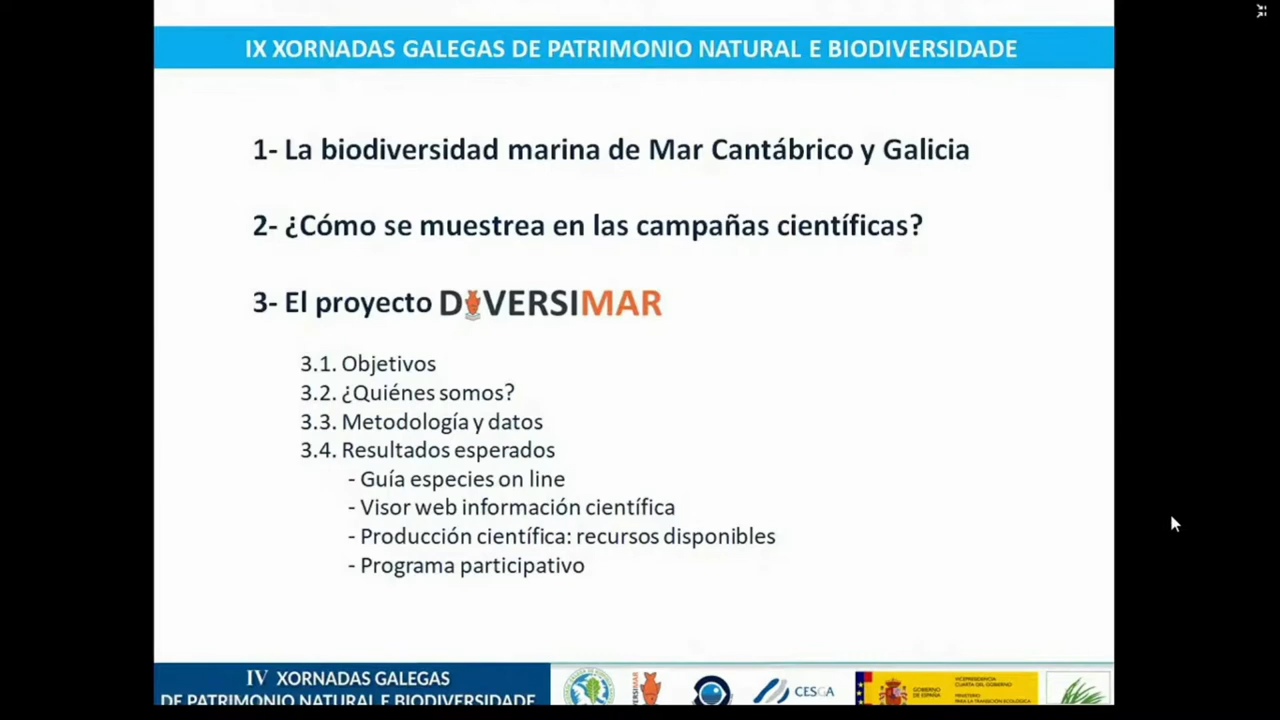 IX XORNADAS GALEGAS DE PATRIMONIO NATURAL E BIODIVERSIDADE
1- La biodiversidad marina de Mar Cantábrico y Galicia
2- ¿Cómo se muestrea en las campañas científicas?
3- El proyecto DIVERSIMAR
3.1. Objetivos
3.2. ¿Quiénes somos?
3.3. Metodología y datos
3.4. Resultados esperados
- Guía especies on line
- Visor web información científica
- Producción científica: recursos disponibles
- Programa participativo
IV XORNADAS GALEGAS
DE PATRIMONIO NATURAL E BIODIVERSIDADE
DIVERSIMAR
CESGA
GOBIERNO
DE ESPAÑA
VICEPRESIDENCIA
CUARTA DEL GOBIERNO
MINISTERIO
PARA LA TRANSICIÓN ECOLÓGICA